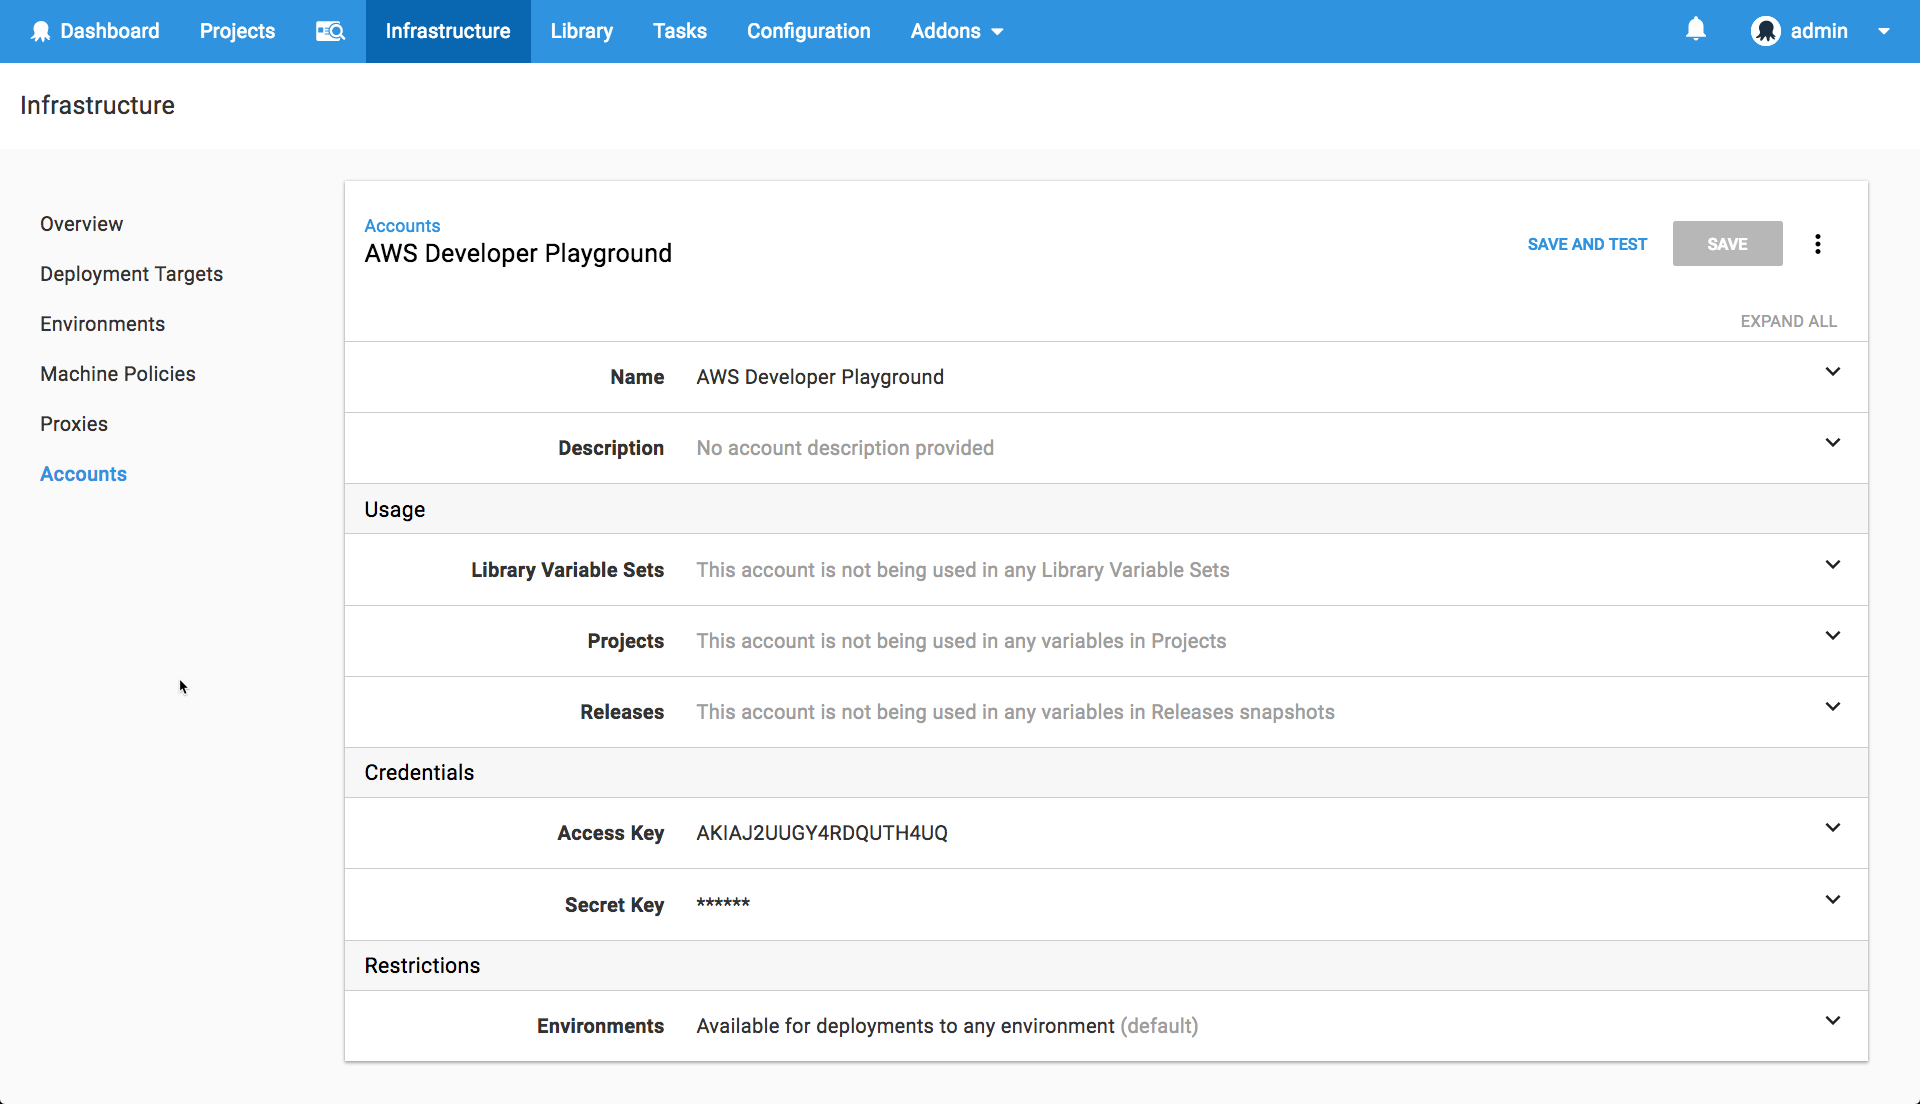 Dashboard Projects Infrastructure Library Tasks Configuration Addons admin
Infrastructure
Overview
Deployment Targets
Environments
Machine Policies
Proxies
Accounts
Accounts
AWS Developer Playground
SAVE AND TEST SAVE
EXPAND ALL
Name AWS Developer Playground
Description No account description provided
Usage
Library Variable Sets This account is not being used in any Library Variable Sets
Projects This account is not being used in any variables in Projects
Releases This account is not being used in any variables in Releases snapshots
Credentials
Access Key AKIAJ2UUGY4RDQUTH4UQ
Secret Key ******
Restrictions
Environments Available for deployments to any environment (default)